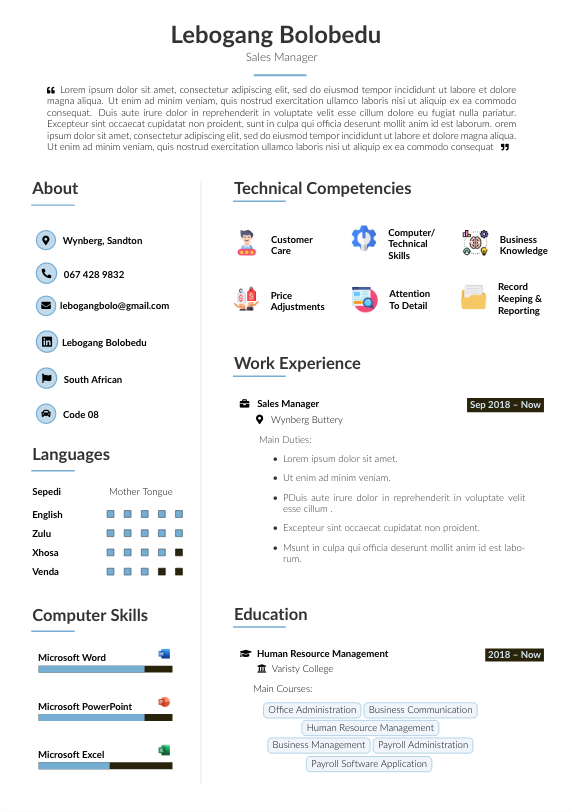 Lebogang Bolobedu
Sales Manager
❝ Lorem ipsum dolor sit amet, consectetur adipiscing elit, sed do eiusmod tempor incididunt ut labore et dolore
magna aliqua. Ut enim ad minim veniam, quis nostrud exercitation ullamco laboris nisi ut aliquip ex ea commodo
consequat. Duis aute irure dolor in reprehenderit in voluptate velit esse cillum dolore eu fugiat nulla pariatur.
Excepteur sint occaecat cupidatat non proident, sunt in culpa qui officia deserunt mollit anim id est laborum. orem
ipsum dolor sit amet, consectetur adipiscing elit, sed do eiusmod tempor incididunt ut labore et dolore magna aliqua.
Ut enim ad minim veniam, quis nostrud exercitation ullamco laboris nisi ut aliquip ex ea commodo consequat ❞
About
Wynberg, Sandton
067 428 9832
lebogangbolo@gmail.com
Lebogang Bolobedu
South African
Code 08
Languages
Sepedi Mother Tongue
English
Zulu
Xhosa
Venda
Computer Skills
Microsoft Word
Microsoft PowerPoint
Microsoft Excel
Technical Competencies
Customer
Care
Computer/
Technical
Skills
Business
Knowledge
Price
Adjustments
Attention
To Detail
Record
Keeping &
Reporting
Work Experience
Sales Manager Sep 2018 – Now
Wynberg Buttery
Main Duties:
• Lorem ipsum dolor sit amet.
• Ut enim ad minim veniam.
• PDuis aute irure dolor in reprehenderit in voluptate velit
esse cillum .
• Excepteur sint occaecat cupidatat non proident.
• Msunt in culpa qui officia deserunt mollit anim id est labo-
rum.
Education
Human Resource Management 2018 – Now
Varisty College
Main Courses:
Office Administration Business Communication
Human Resource Management
Business Management Payroll Administration
Payroll Software Application